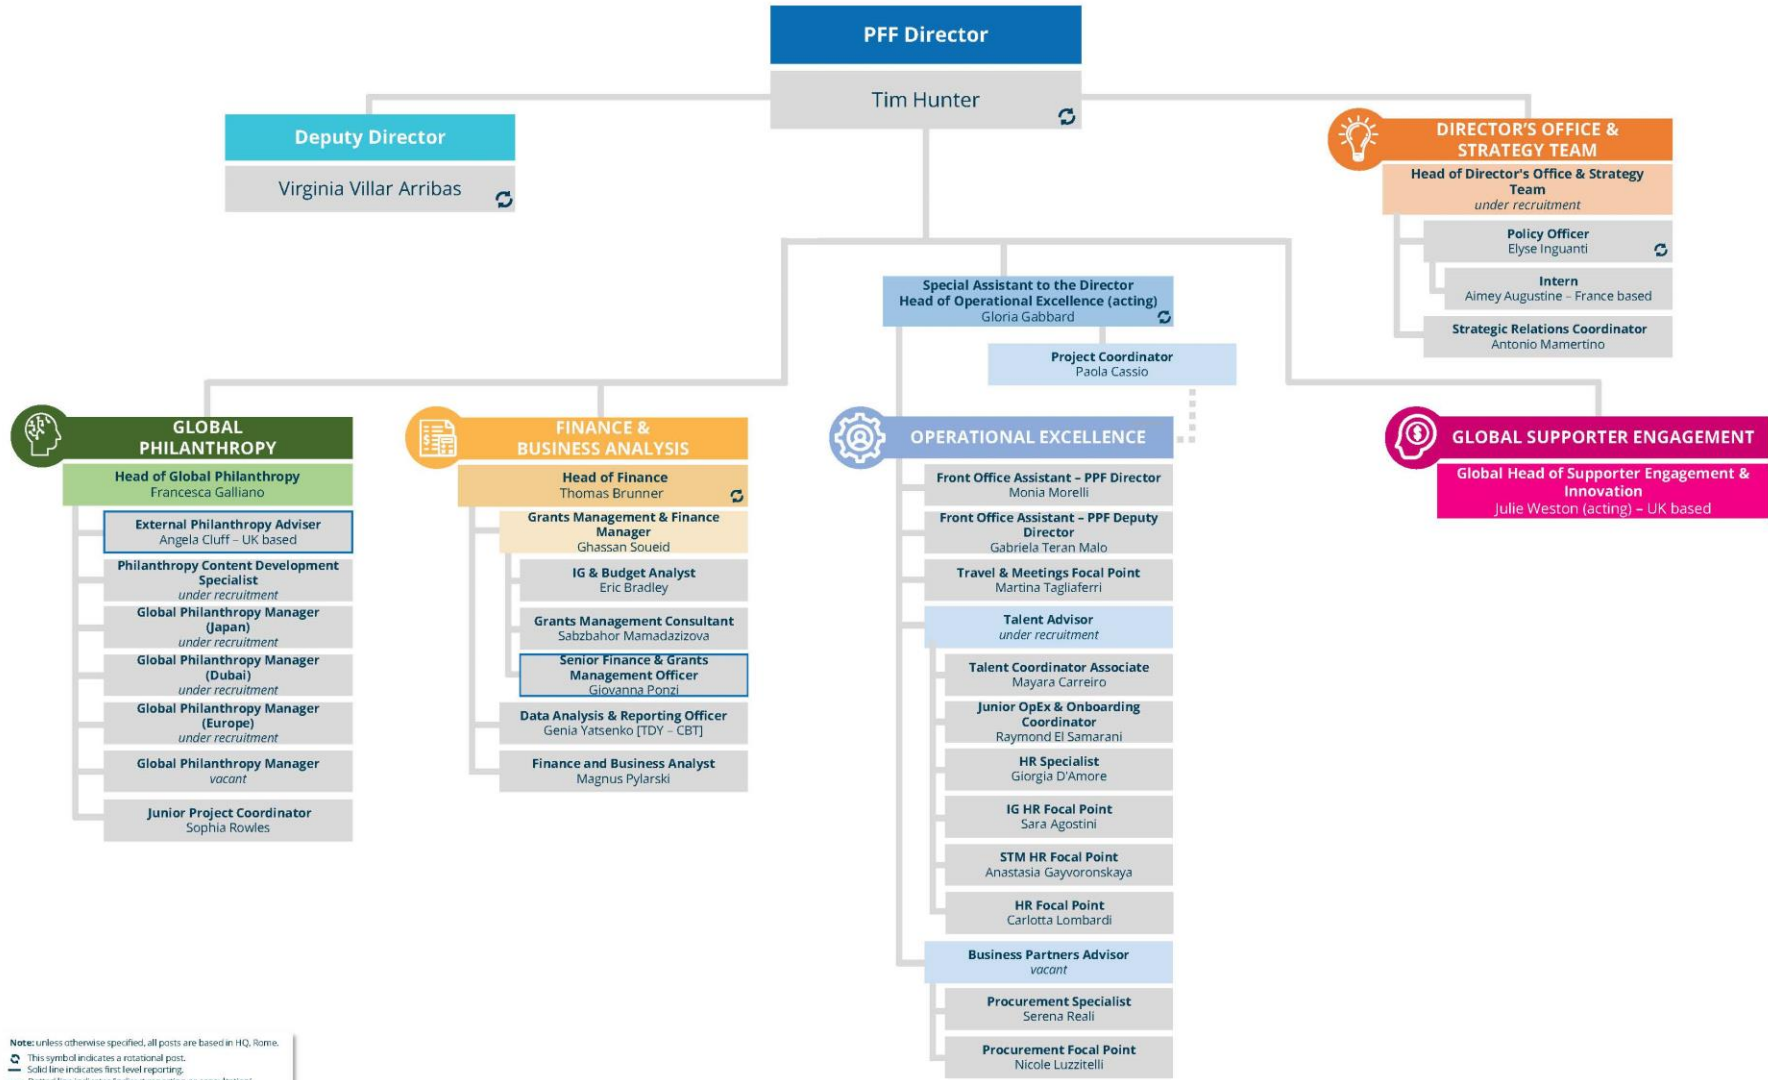 PFF Director
Tim Hunter
Deputy Director
Virginia Villar Arribas
DIRECTOR'S OFFICE &
STRATEGY TEAM
Head of Director's Office & Strategy
Team
under recruitment
Policy Officer
Elyse Inguanti
Intern
Aimey Augustine – France based
Strategic Relations Coordinator
Antonio Mamertino
Special Assistant to the Director
Head of Operational Excellence (acting)
Gloria Gabbard
Project Coordinator
Paola Cassio
GLOBAL
PHILANTHROPY
Head of Global Philanthropy
Francesca Galliano
External Philanthropy Adviser
Angela Cluff – UK based
Philanthropy Content Development
Specialist
under recruitment
Global Philanthropy Manager
(Japan)
under recruitment
Global Philanthropy Manager
(Dubai)
under recruitment
Global Philanthropy Manager
(Europe)
under recruitment
Global Philanthropy Manager
vacant
Junior Project Coordinator
Sophia Rowles
FINANCE &
BUSINESS ANALYSIS
Head of Finance
Thomas Brunner
Grants Management & Finance
Manager
Ghassan Soueid
IG & Budget Analyst
Eric Bradley
Grants Management Consultant
Sabzbahor Mamadazizova
Senior Finance & Grants
Management Officer
Giovanna Ponzi
Data Analysis & Reporting Officer
Genia Yatsenko [TDY – CBT]
Finance and Business Analyst
Magnus Pylarski
OPERATIONAL EXCELLENCE
Front Office Assistant – PPF Director
Monia Morelli
Front Office Assistant – PPF Deputy
Director
Gabriela Teran Malo
Travel & Meetings Focal Point
Martina Tagliaferri
Talent Advisor
under recruitment
Talent Coordinator Associate
Mayara Carreiro
Junior OpEx & Onboarding
Coordinator
Raymond El Samarani
HR Specialist
Giorgia D'Amore
IG HR Focal Point
Sara Agostini
STM HR Focal Point
Anastasia Gayvoronskaya
HR Focal Point
Carlotta Lombardi
Business Partners Advisor
vacant
Procurement Specialist
Serena Reali
Procurement Focal Point
Nicole Luzzitelli
GLOBAL SUPPORTER ENGAGEMENT
Global Head of Supporter Engagement &
Innovation
Julie Weston (acting) – UK based
Note: unless otherwise specified, all posts are based in HQ, Rome.
This symbol indicates a rotational post.
Solid line indicates first level reporting.